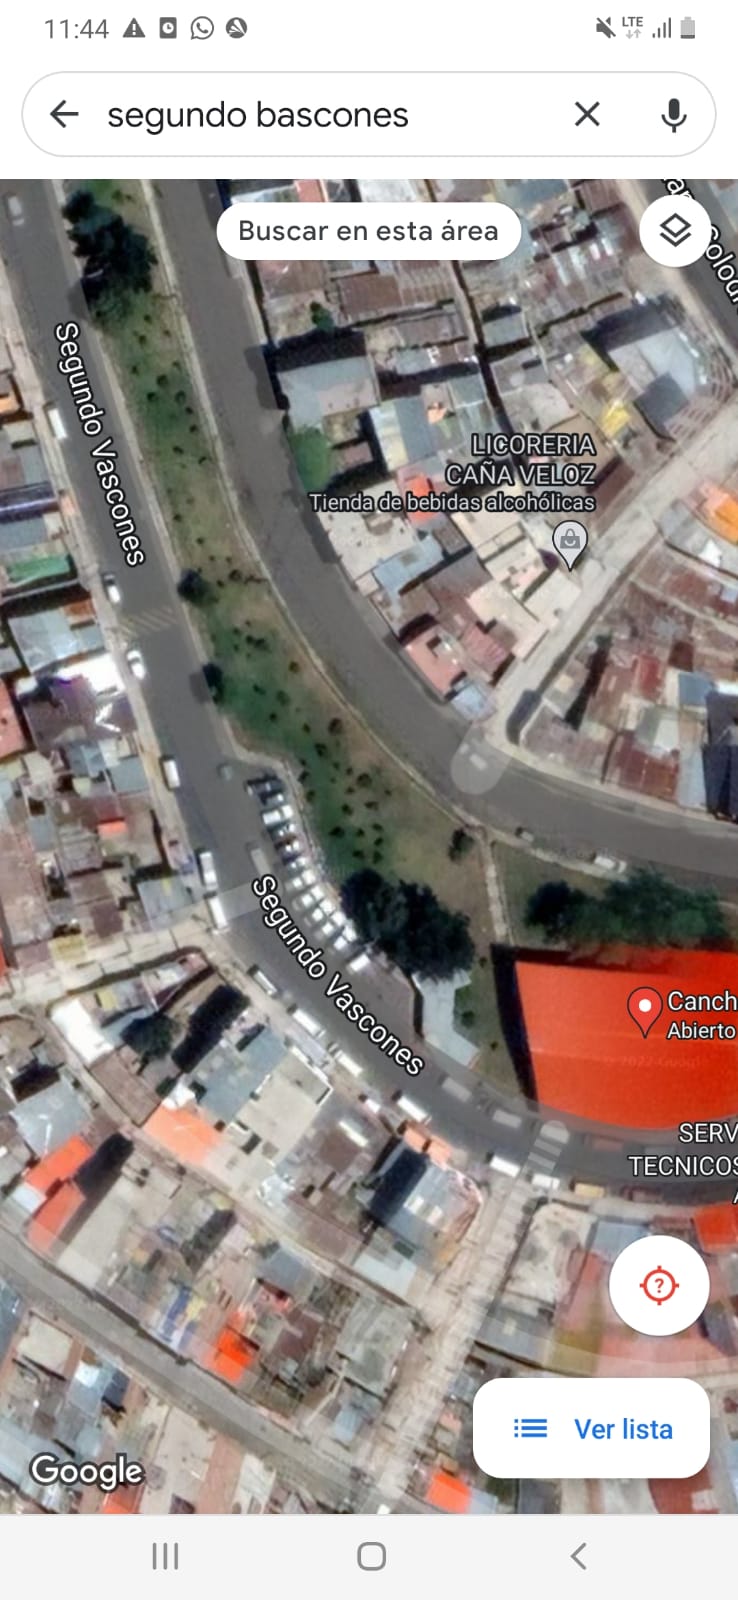 11:44
LTE
segundo bascones
Buscar en esta área
Segundo Vascones
LICORERIA
CAÑA VELOZ
Tienda de bebidas alcohólicas
Segundo Vascones
Canch
Abierto
SERV
TECNICOS
Ver lista
Google